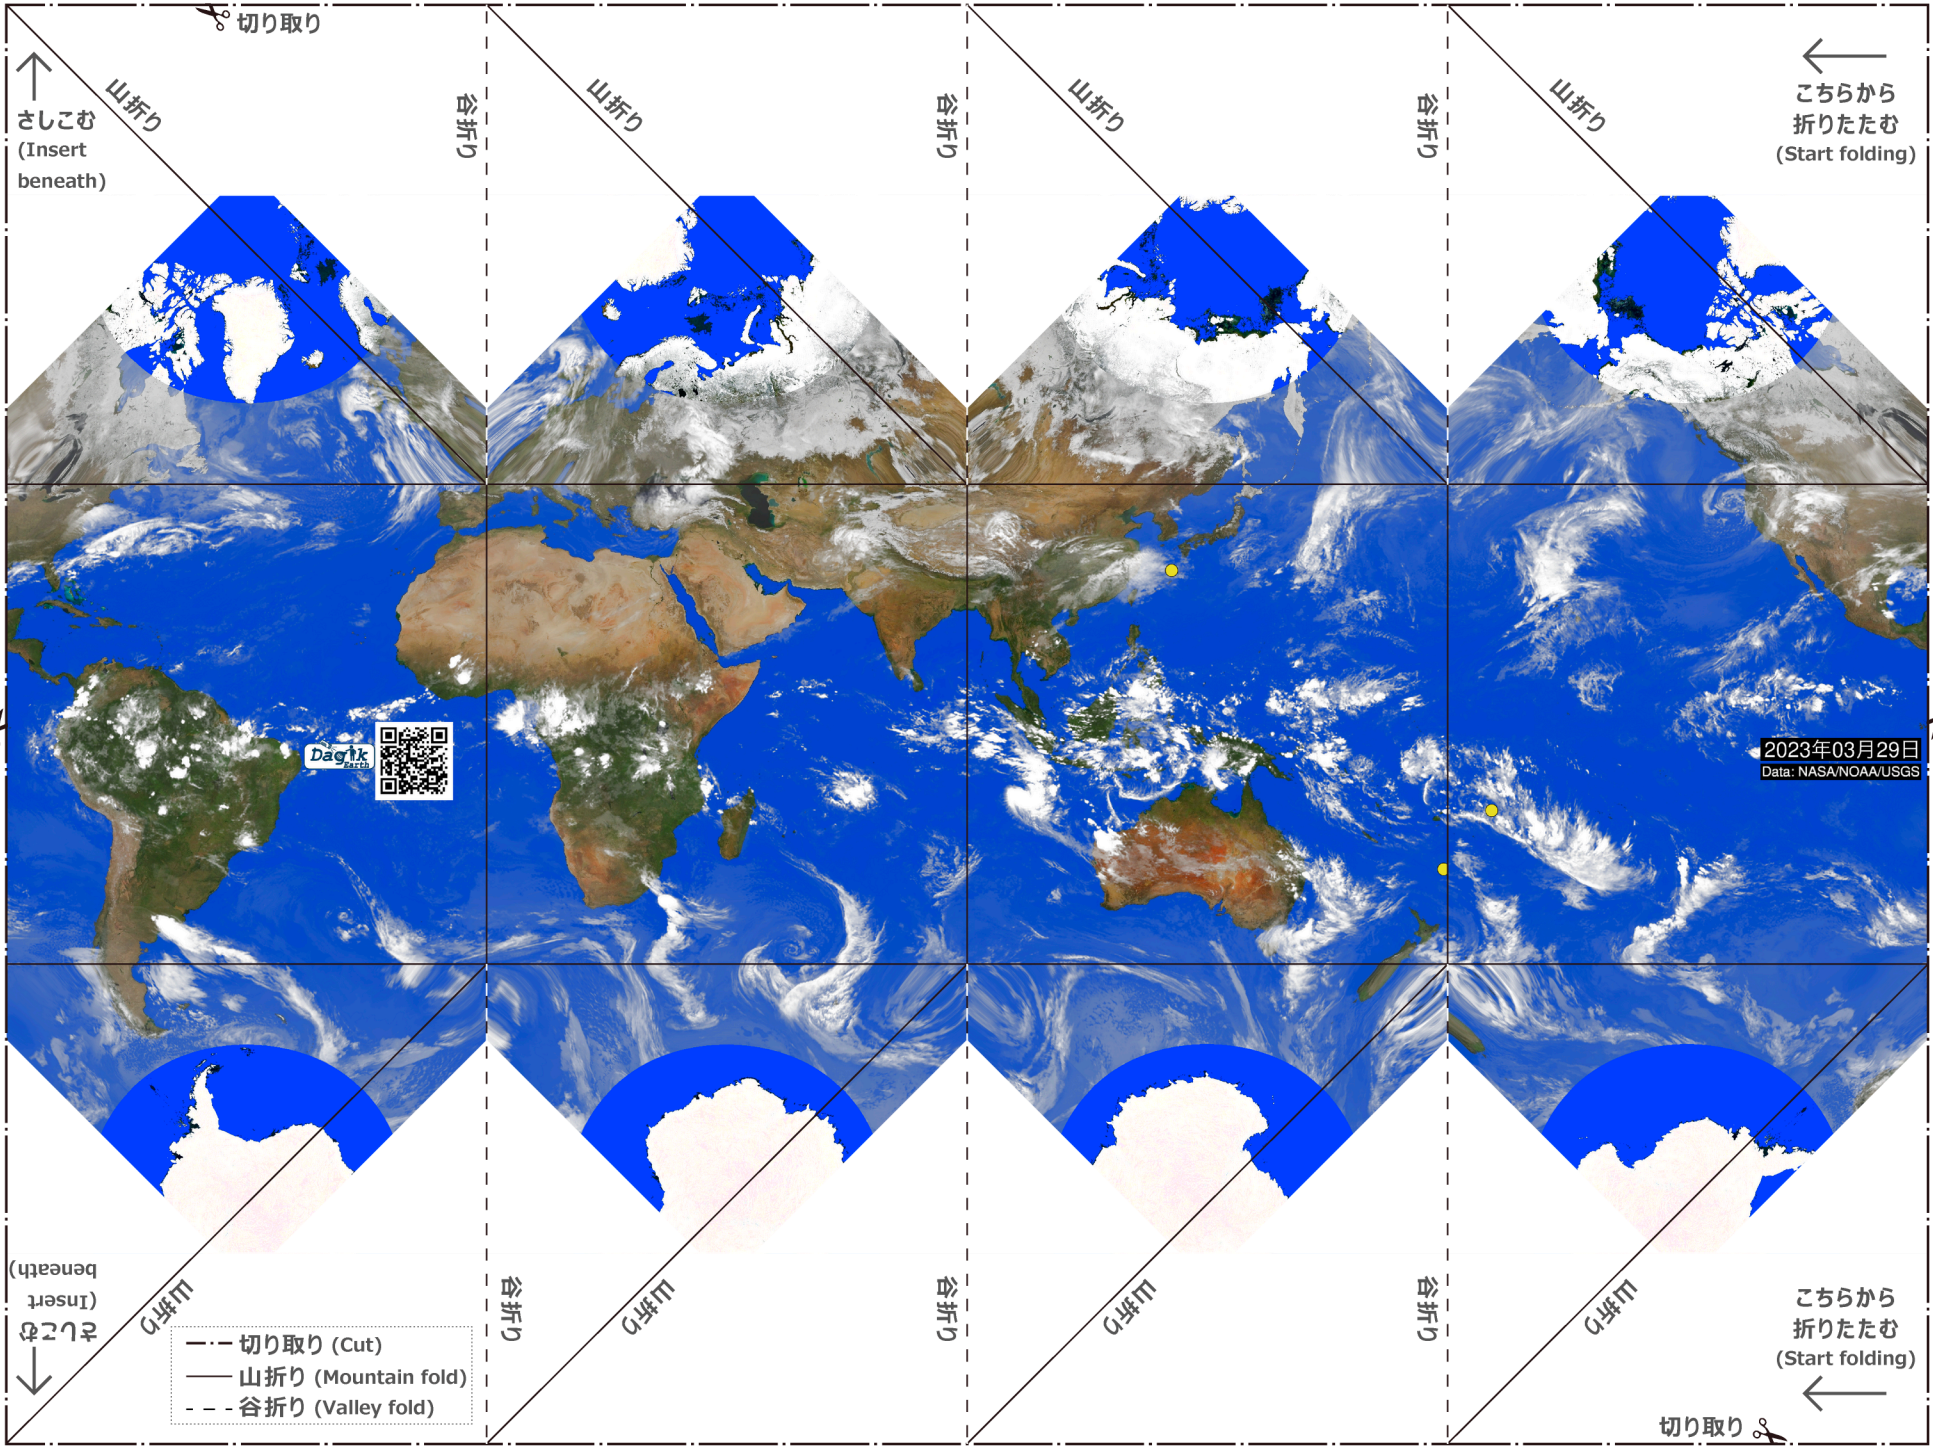 切り取り
山折り
谷折り
山折り
谷折り
山折り
谷折り
山折り
さしこむ
(Insert
beneath)
こちらから
折りたたむ
(Start folding)
Dagik
Earth
2023年03月29日
Data: NASA/NOAA/USGS
さしこむ
(Insert
beneath)
山折り
谷折り
山折り
谷折り
山折り
谷折り
山折り
切り取り (Cut)
山折り (Mountain fold)
谷折り (Valley fold)
こちらから
折りたたむ
(Start folding)
切り取り